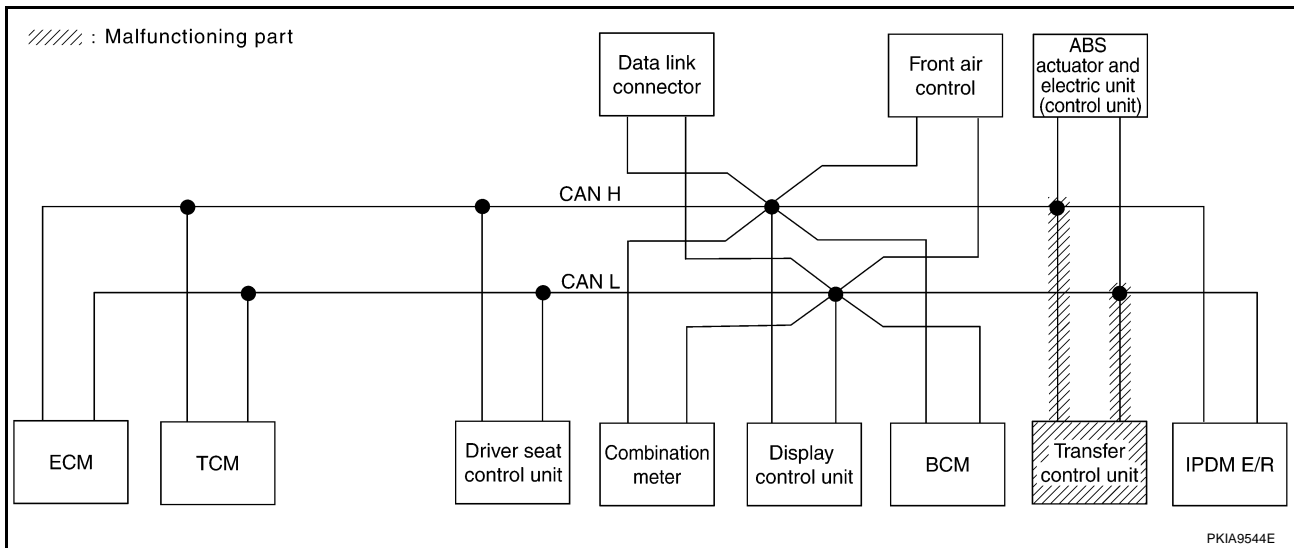 : Malfunctioning part
Data link
connector
Front air
control
ABS
actuator and
electric unit
(control unit)
CAN H
CAN L
ECM
TCM
Driver seat
control unit
Combination
meter
Display
control unit
BCM
Transfer
control unit
IPDM E/R
PKIA9544E